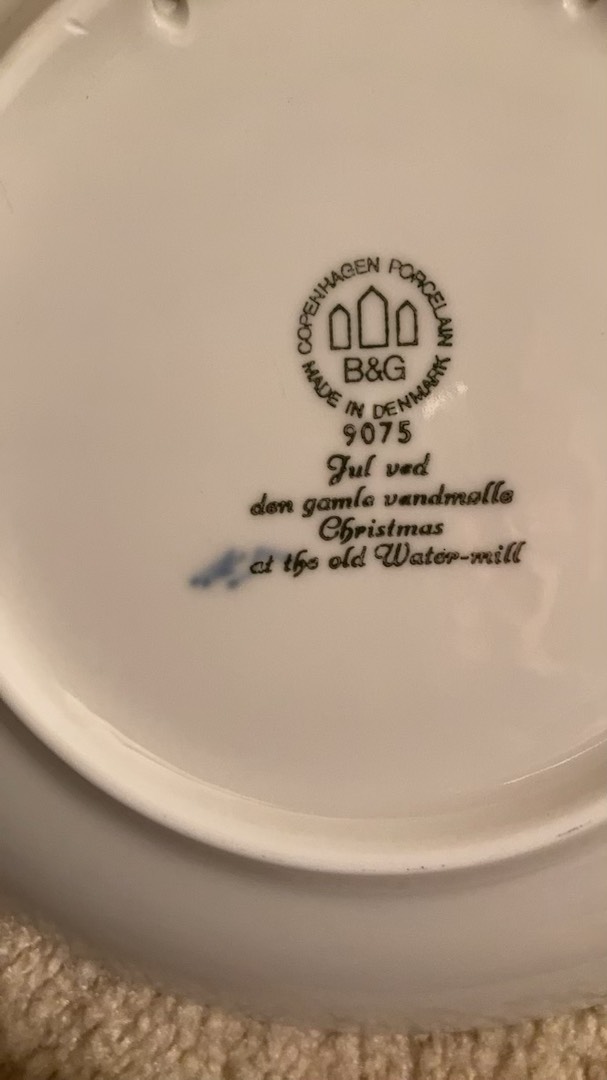 COPENHAGEN PORCELAIN
B&G
MADE IN DENMARK
9075
Jul ved
den gamle vandmølle
Christmas
at the old Water-mill